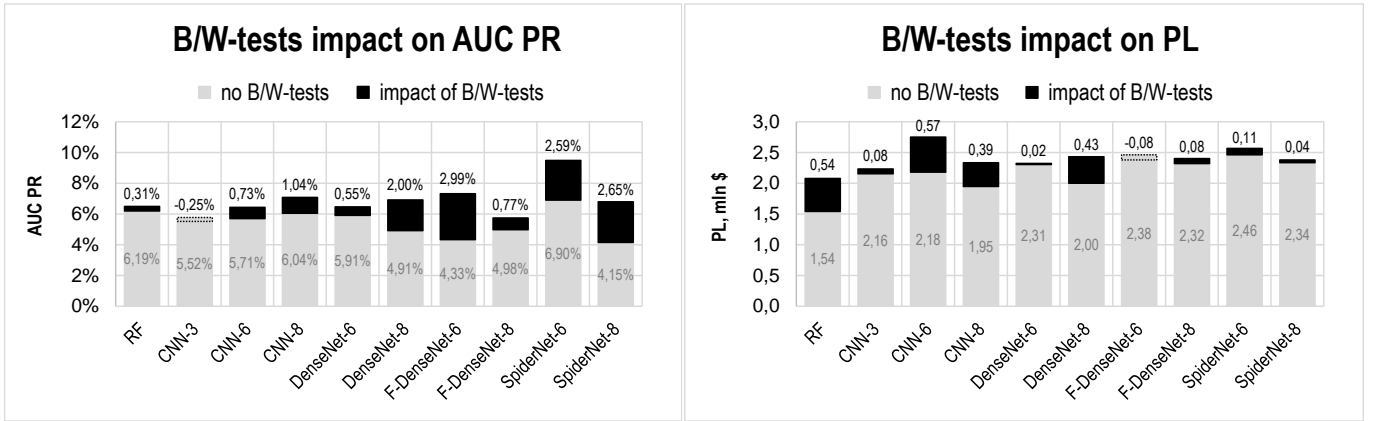 B/W-tests impact on AUC PR
no B/W-tests impact of B/W-tests
AUC PR
12%
10%
8%
6%
4%
2%
0%
0,31%
-0,25%
0,73%
1,04%
0,55%
2,00%
2,99%
0,77%
2,59%
2,65%
6,19%
5,52%
5,71%
6,04%
5,91%
4,91%
4,33%
4,98%
6,90%
4,15%
RF
CNN-3
CNN-6
CNN-8
DenseNet-6
DenseNet-8
F-DenseNet-6
F-DenseNet-8
SpiderNet-6
SpiderNet-8
B/W-tests impact on PL
no B/W-tests impact of B/W-tests
PL, mln $
3,0
2,5
2,0
1,5
1,0
0,5
0,0
0,54
0,08
0,57
0,39
0,02
0,43
-0,08
0,08
0,11
0,04
1,54
2,16
2,18
1,95
2,31
2,00
2,38
2,32
2,46
2,34
RF
CNN-3
CNN-6
CNN-8
DenseNet-6
DenseNet-8
F-DenseNet-6
F-DenseNet-8
SpiderNet-6
SpiderNet-8